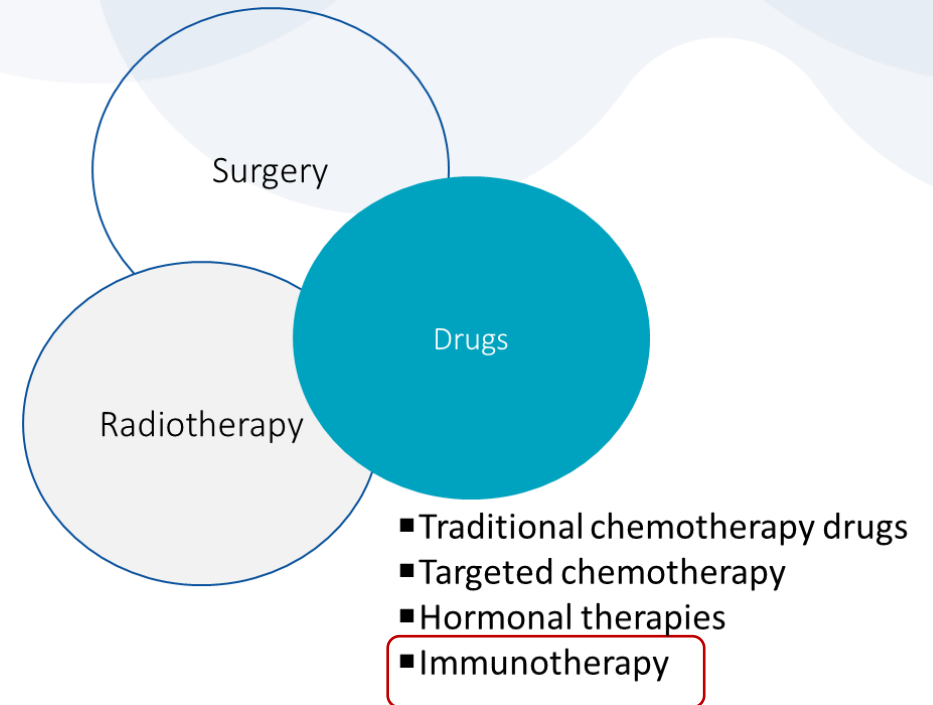 Surgery
Drugs
Radiotherapy
▪Traditional chemotherapy drugs
▪Targeted chemotherapy
▪Hormonal therapies
▪Immunotherapy